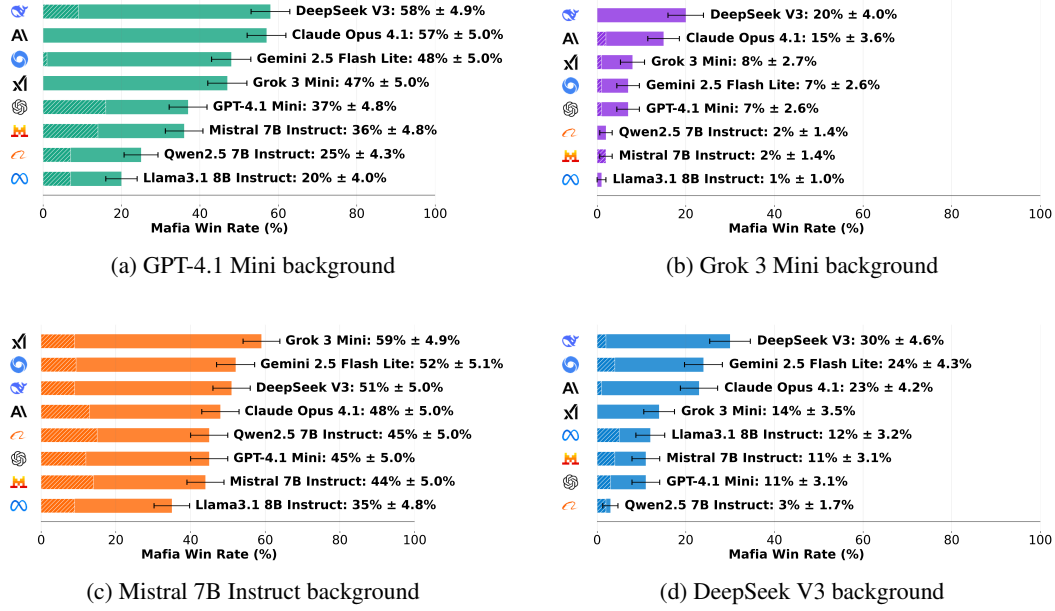 DeepSeek V3: 58% ± 4.9%
Claude Opus 4.1: 57% ± 5.0%
Gemini 2.5 Flash Lite: 48% ± 5.0%
Grok 3 Mini: 47% ± 5.0%
GPT-4.1 Mini: 37% ± 4.8%
Mistral 7B Instruct: 36% ± 4.8%
Qwen2.5 7B Instruct: 25% ± 4.3%
Llama3.1 8B Instruct: 20% ± 4.0%
0 20 40 60 80 100
Mafia Win Rate (%)
(a) GPT-4.1 Mini background
DeepSeek V3: 20% ± 4.0%
Claude Opus 4.1: 15% ± 3.6%
Grok 3 Mini: 8% ± 2.7%
Gemini 2.5 Flash Lite: 7% ± 2.6%
GPT-4.1 Mini: 7% ± 2.6%
Qwen2.5 7B Instruct: 2% ± 1.4%
Mistral 7B Instruct: 2% ± 1.4%
Llama3.1 8B Instruct: 1% ± 1.0%
0 20 40 60 80 100
Mafia Win Rate (%)
(b) Grok 3 Mini background
Grok 3 Mini: 59% ± 4.9%
Gemini 2.5 Flash Lite: 52% ± 5.1%
DeepSeek V3: 51% ± 5.0%
Claude Opus 4.1: 48% ± 5.0%
Qwen2.5 7B Instruct: 45% ± 5.0%
GPT-4.1 Mini: 45% ± 5.0%
Mistral 7B Instruct: 44% ± 5.0%
Llama3.1 8B Instruct: 35% ± 4.8%
0 20 40 60 80 100
Mafia Win Rate (%)
(c) Mistral 7B Instruct background
DeepSeek V3: 30% ± 4.6%
Gemini 2.5 Flash Lite: 24% ± 4.3%
Claude Opus 4.1: 23% ± 4.2%
Grok 3 Mini: 14% ± 3.5%
Llama3.1 8B Instruct: 12% ± 3.2%
Mistral 7B Instruct: 11% ± 3.1%
GPT-4.1 Mini: 11% ± 3.1%
Qwen2.5 7B Instruct: 3% ± 1.7%
0 20 40 60 80 100
Mafia Win Rate (%)
(d) DeepSeek V3 background